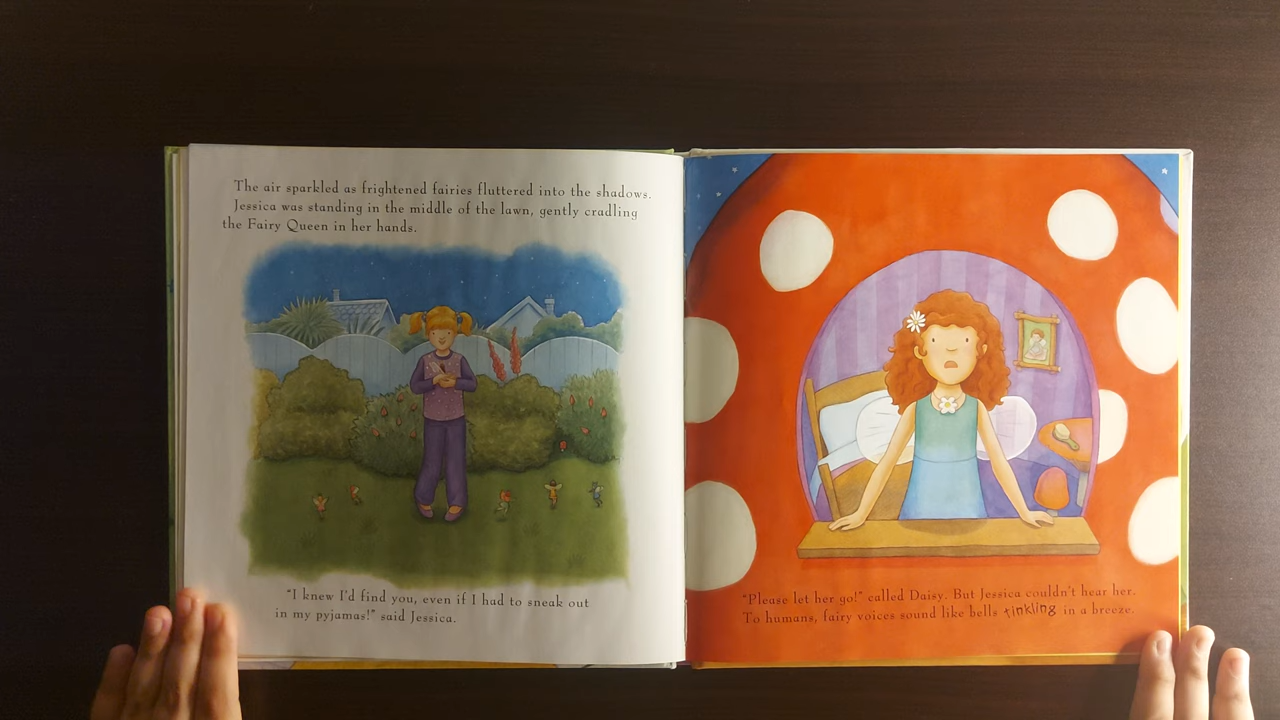 The air sparkled as frightened fairies fluttered into the shadows.
Jessica was standing in the middle of the lawn, gently cradling
the Fairy Queen in her hands.
“I knew I’d find you, even if I had to sneak out
in my pyjamas!” said Jessica.
“Please let her go!” called Daisy. But Jessica couldn’t hear her.
To humans, fairy voices sound like bells tinkling in a breeze.